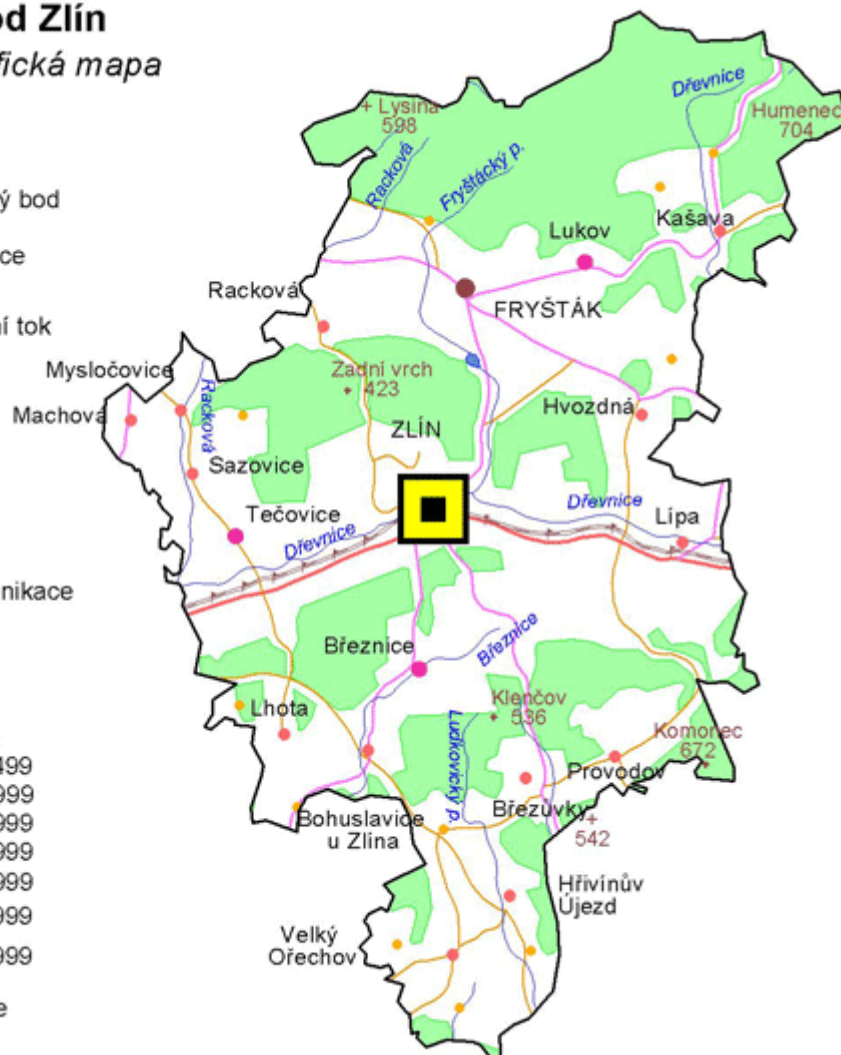 od Zlín
fická mapa
ý bod
ce
ní tok
nikace
499
999
999
999
999
999
999
e
+ Lysina
598
Dřevnice
Humenec
704
Racková
Fryštácký p.
Kašava
Lukov
Racková
FRYŠTÁK
Mysločovice
Zadní vrch
423
Machová
Racková
Hvozdná
ZLÍN
Sazovice
Tečovice
Dřevnice
Lípa
Dřevnice
Březnice
Březnice
Klenčov
536
Lhota
Ludkovický p.
Komonec
672
Provodov
Březůvky
542
Bohuslavice
u Zlína
Hřivínův
Újezd
Velký
Ořechov